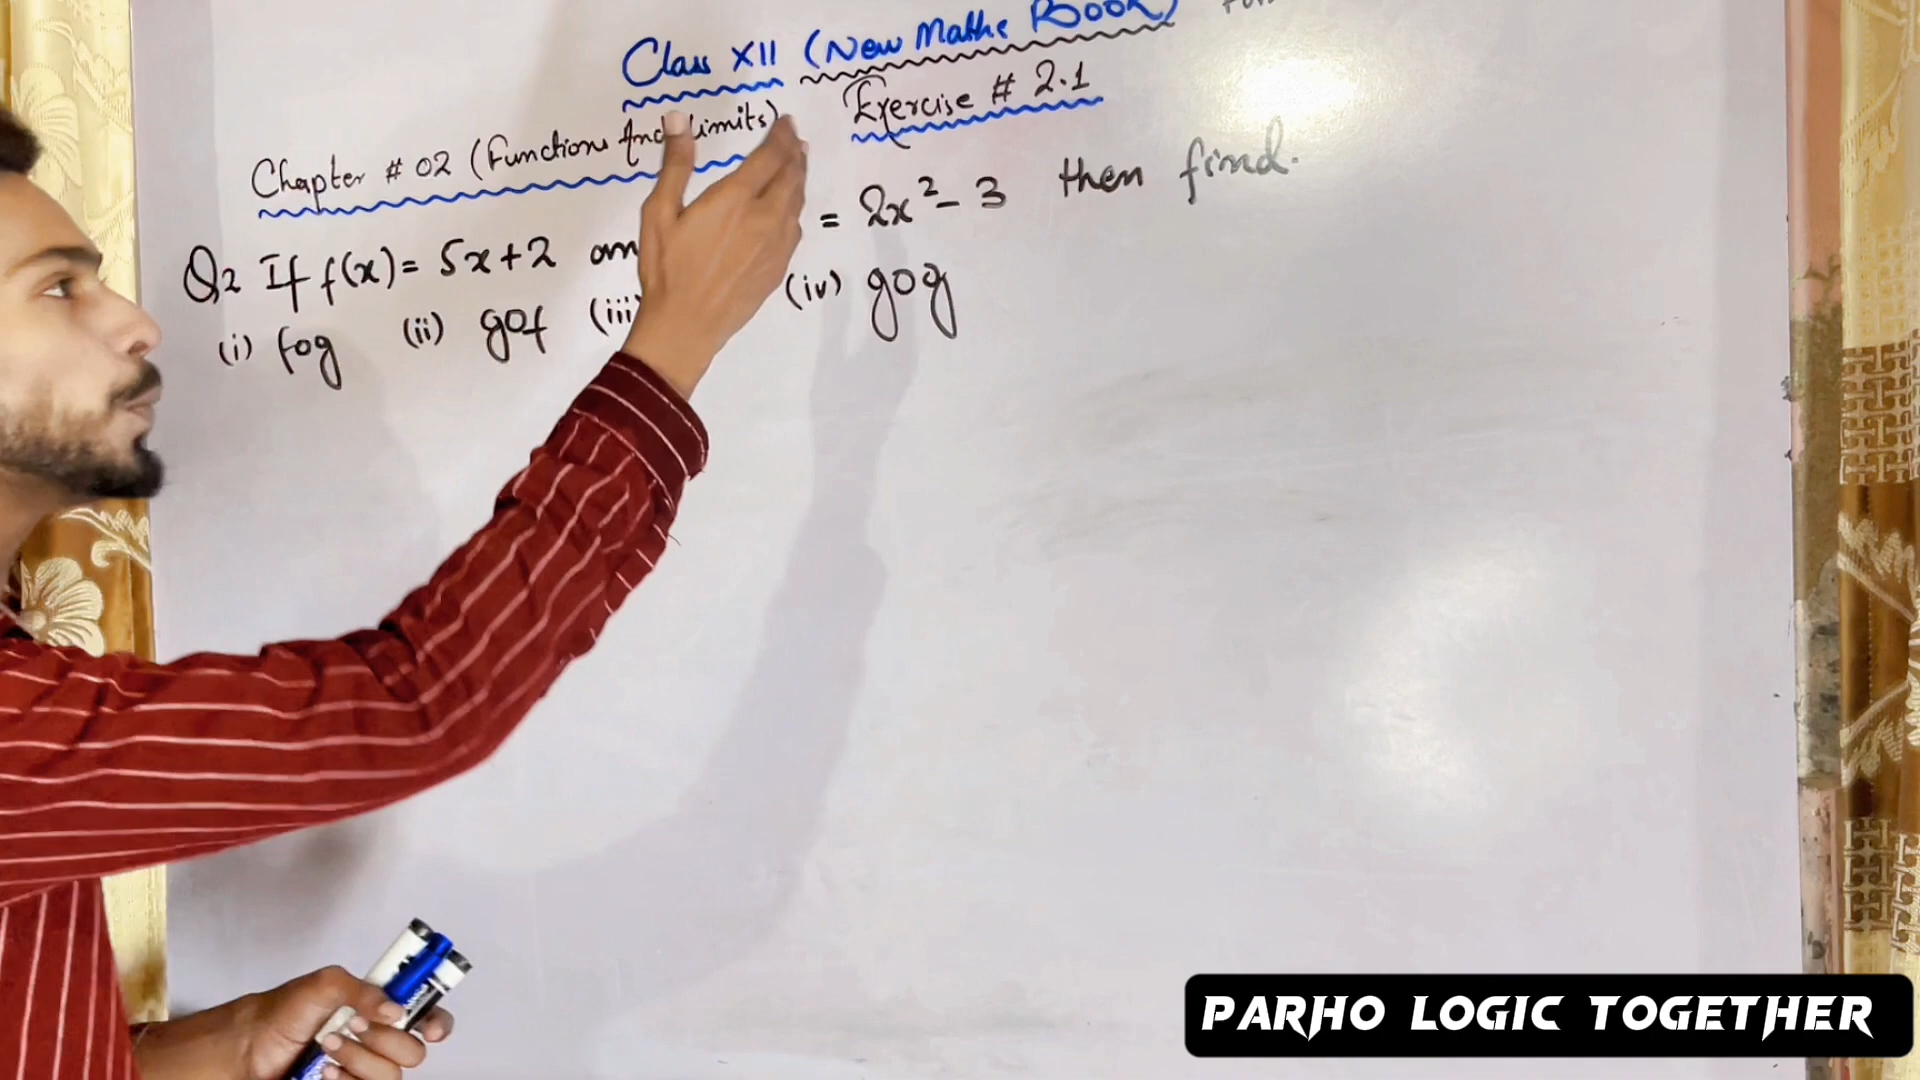 Class XII (New Maths Book)
Chapter # 02 (Functions And Limits) Exercise # 2.1
Q2 If f(x)= 5x+2 = 2x²- 3 then find.
(i) fog (ii) gof (iii) (iv) gog
PARHO LOGIC TOGETHER